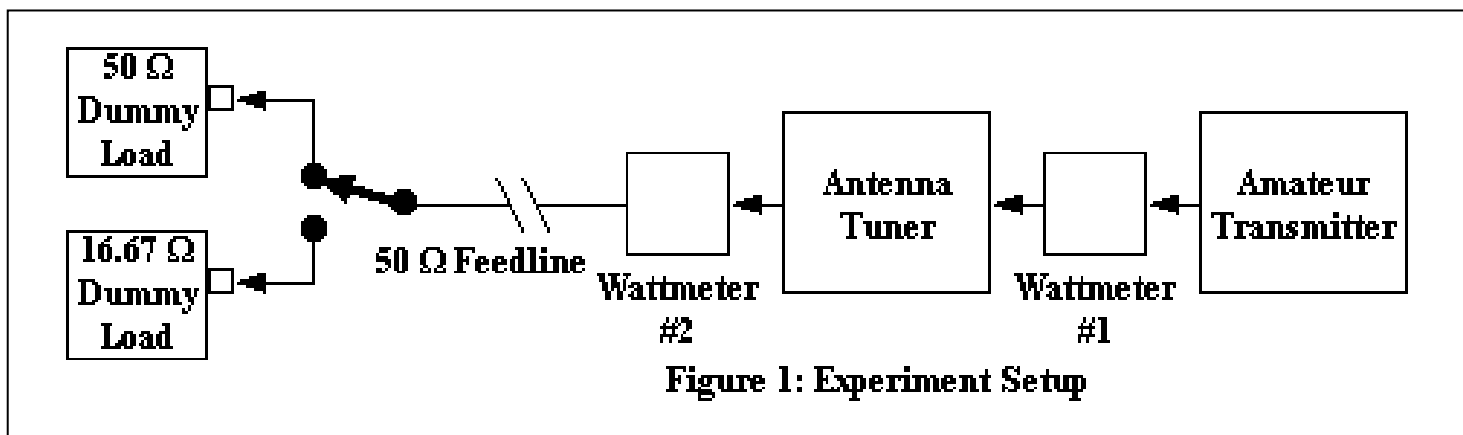 50 Ω
Dummy
Load
16.67 Ω
Dummy
Load
50 Ω Feedline
Wattmeter
#2
Antenna
Tuner
Wattmeter
#1
Amateur
Transmitter
Figure 1: Experiment Setup